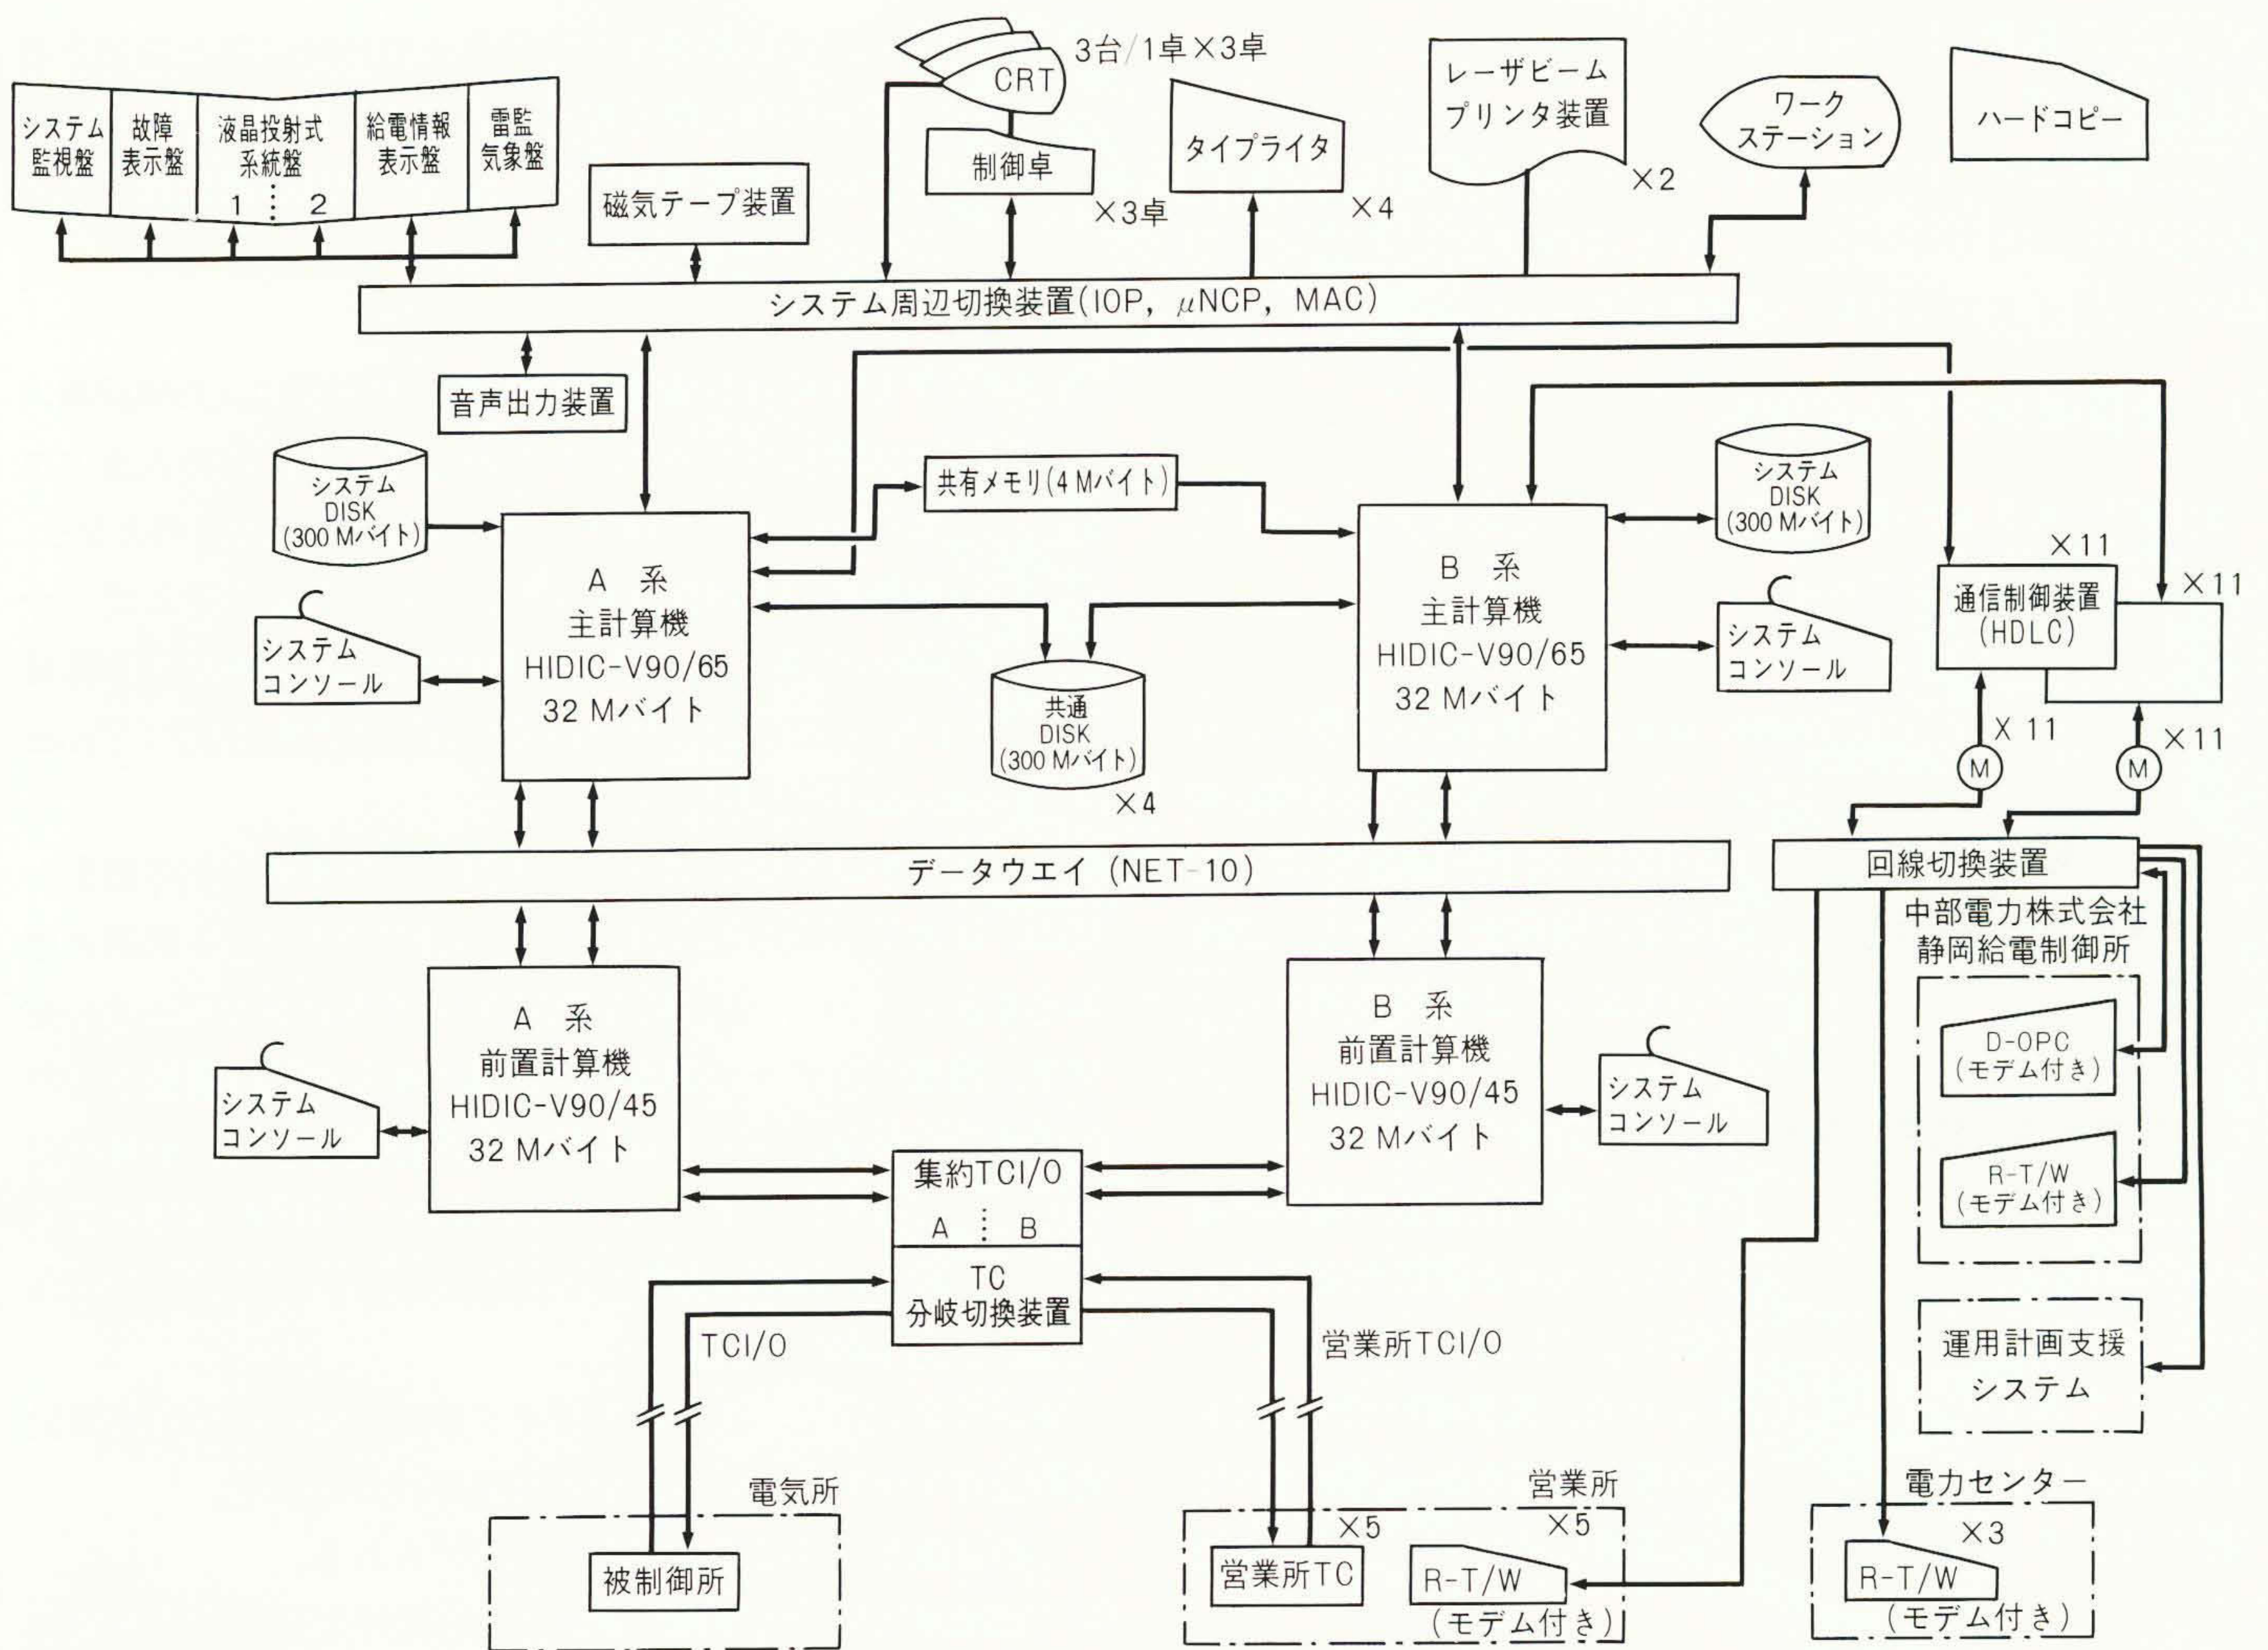 3台/1卓×3卓
CRT
制御卓
×3卓
タイプライタ
×4
レーザビーム
プリンタ装置
×2
ワーク
ステーション
ハードコピー
システム
監視盤
故障
表示盤
液晶投射式
系統盤
1 ⋮ 2
給電情報
表示盤
雷監
気象盤
磁気テープ装置
システム周辺切換装置(IOP, μNCP, MAC)
音声出力装置
システム
DISK
(300 Mバイト)
共有メモリ(4 Mバイト)
システム
DISK
(300 Mバイト)
A 系
主計算機
HIDIC-V90/65
32 Mバイト
B 系
主計算機
HIDIC-V90/65
32 Mバイト
システム
コンソール
システム
コンソール
共通
DISK
(300 Mバイト)
×4
×11
通信制御装置
(HDLC)
×11
×11
M
×11
M
データウエイ (NET-10)
回線切換装置
中部電力株式会社
静岡給電制御所
D-OPC
(モデム付き)
R-T/W
(モデム付き)
運用計画支援
システム
A 系
前置計算機
HIDIC-V90/45
32 Mバイト
B 系
前置計算機
HIDIC-V90/45
32 Mバイト
システム
コンソール
システム
コンソール
集約TCI/O
A ⋮ B
TC
分岐切換装置
TCI/O
営業所TCI/O
電気所
被制御所
営業所
×5
営業所TC
×5
R-T/W
(モデム付き)
電力センター
×3
R-T/W
(モデム付き)